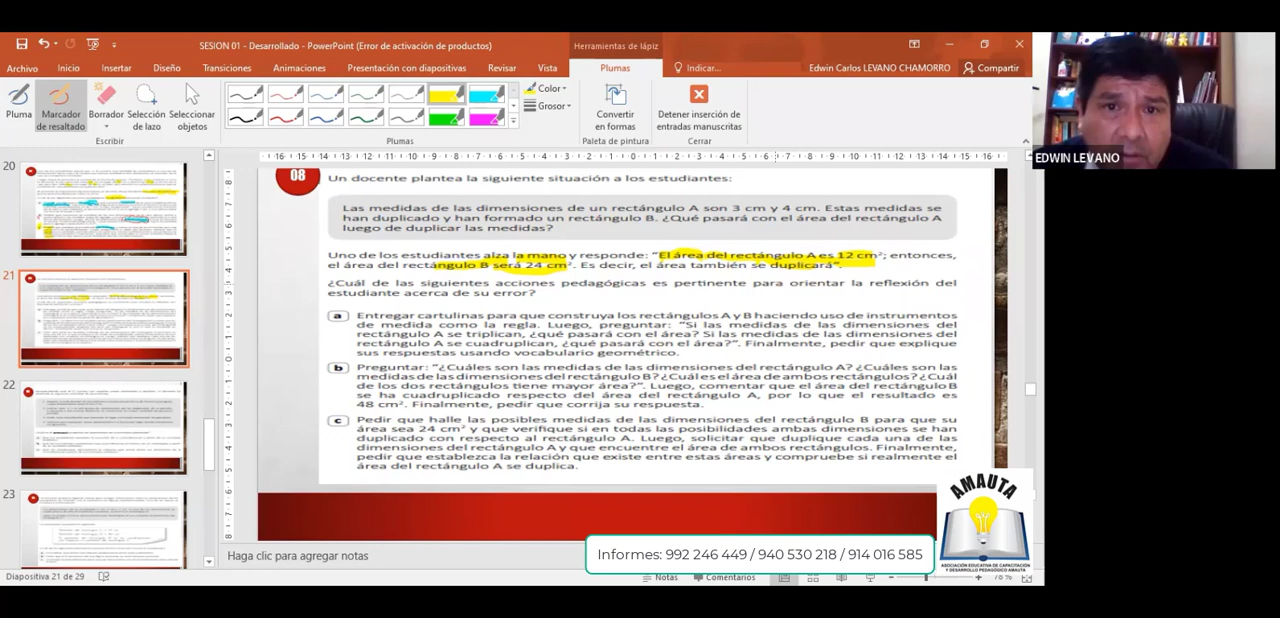 SESION 01 - Desarrollado - PowerPoint (Error de activación de productos)
Herramientas de lápiz
Archivo Inicio Insertar Diseño Transiciones Animaciones Presentación con diapositivas Revisar Vista Plumas Indicar... Edwin Carlos LEVANO CHAMORRO Compartir
Pluma Marcador de resaltado Borrador Selección de lazo Seleccionar objetos
Color
Grosor
Convertir en formas
Detener inserción de entradas manuscritas
Escribir Plumas Paleta de pintura Cerrar
EDWIN LEVANO
20
21
22
23
08
Un docente plantea la siguiente situación a los estudiantes:
Las medidas de las dimensiones de un rectángulo A son 3 cm y 4 cm. Estas medidas se
han duplicado y han formado un rectángulo B. ¿Qué pasará con el área del rectángulo A
luego de duplicar las medidas?
Uno de los estudiantes alza la mano y responde: "El área del rectángulo A es 12 cm²; entonces,
el área del rectángulo B será 24 cm². Es decir, el área también se duplicará".
¿Cuál de las siguientes acciones pedagógicas es pertinente para orientar la reflexión del
estudiante acerca de su error?
a Entregar cartulinas para que construya los rectángulos A y B haciendo uso de instrumentos
de medida como la regla. Luego, preguntar: "Si las medidas de las dimensiones del
rectángulo A se triplican, ¿qué pasará con el área? Si las medidas de las dimensiones del
rectángulo A se cuadruplican, ¿qué pasará con el área?". Finalmente, pedir que explique
sus respuestas usando vocabulario geométrico.
b Preguntar: "¿Cuáles son las medidas de las dimensiones del rectángulo A? ¿Cuáles son las
medidas de las dimensiones del rectángulo B? ¿Cuál es el área de ambos rectángulos? ¿Cuál
de los dos rectángulos tiene mayor área?". Luego, comentar que el área del rectángulo B
se ha cuadruplicado respecto del área del rectángulo A, por lo que el resultado es
48 cm². Finalmente, pedir que corrija su respuesta.
c Pedir que halle las posibles medidas de las dimensiones del rectángulo B para que su
área sea 24 cm² y que verifique si en todas las posibilidades ambas dimensiones se han
duplicado con respecto al rectángulo A. Luego, solicitar que duplique cada una de las
dimensiones del rectángulo A y que encuentre el área de ambos rectángulos. Finalmente,
pedir que establezca la relación que existe entre estas áreas y compruebe si realmente el
área del rectángulo A se duplica.
AMAUTA
ASOCIACIÓN EDUCATIVA DE CAPACITACIÓN
Y DESARROLLO PEDAGÓGICO AMAUTA
Haga clic para agregar notas
Informes: 992 246 449 / 940 533 213 / 914 016 585
Diapositiva 21 de 29
Notas Comentarios